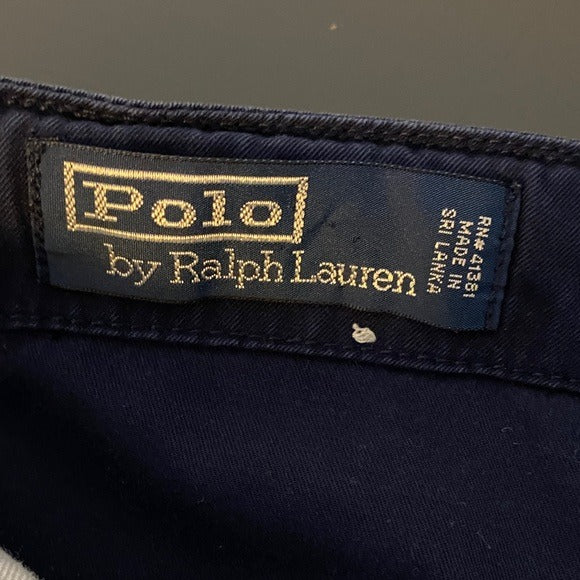 Polo
by Ralph Lauren
RN# 41381
MADE IN
SRI LANKA